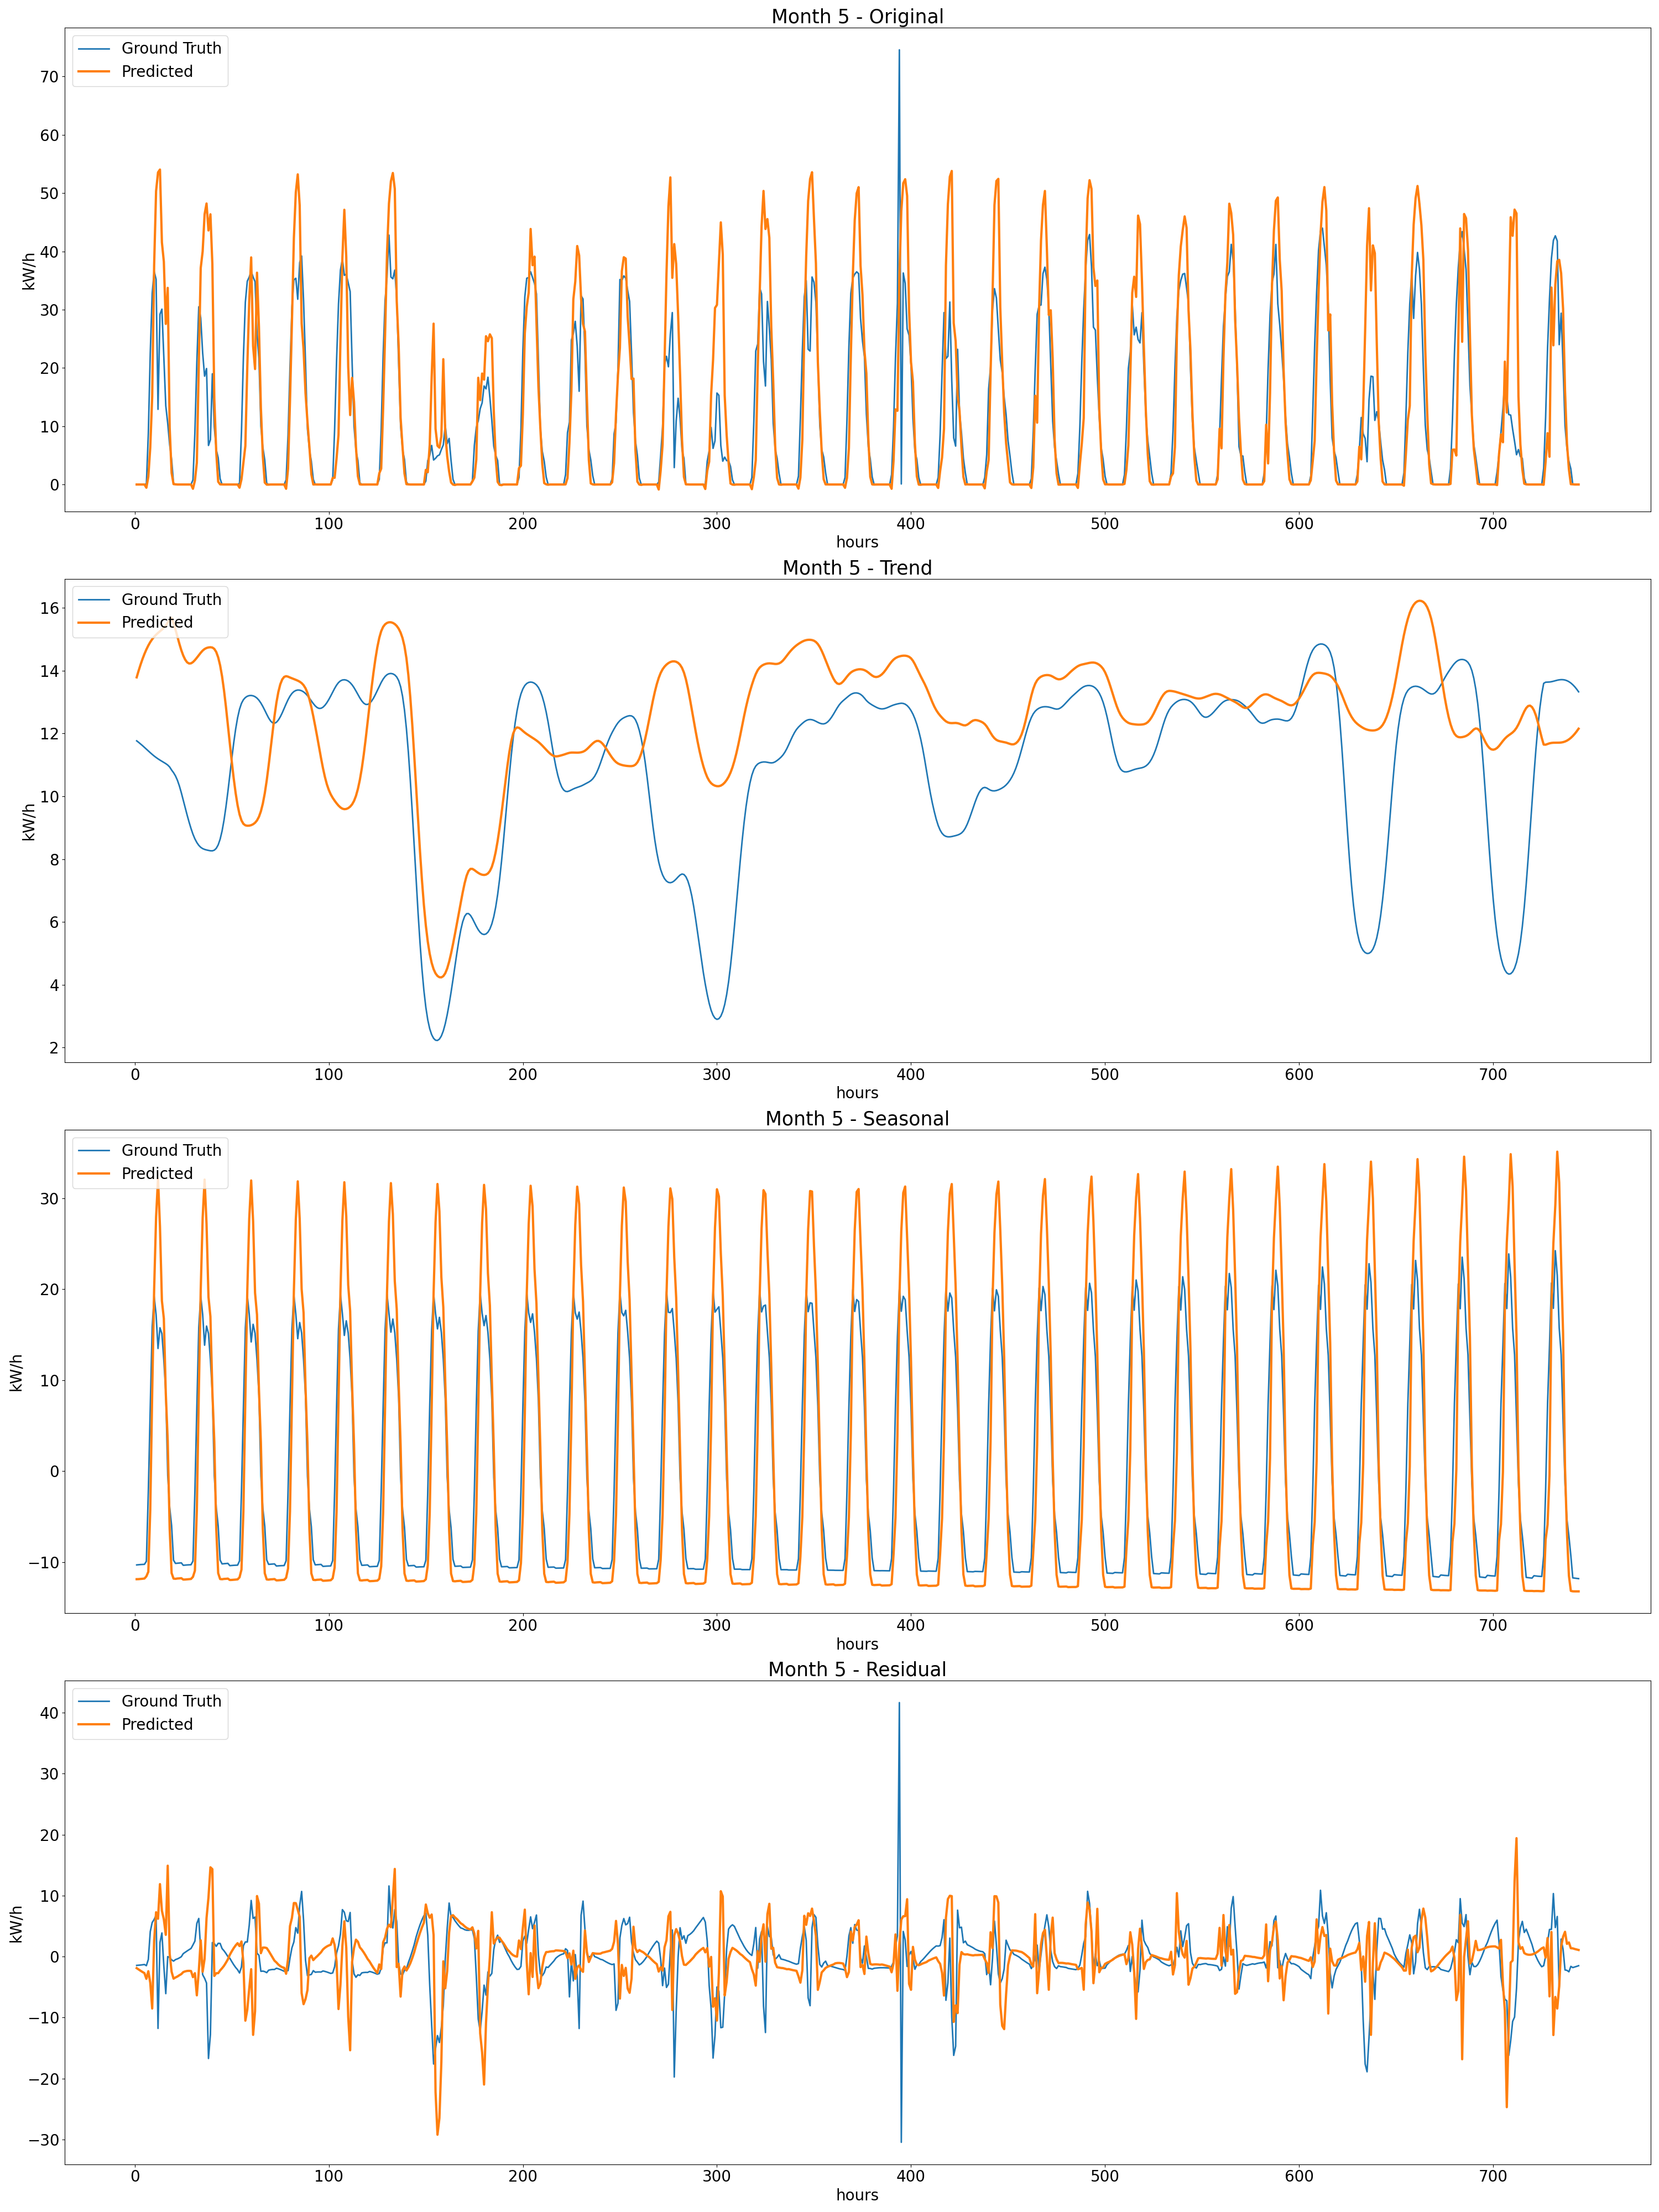 Month 5 - Original
Ground Truth
Predicted
70
60
50
40
30
20
10
0
kW/h
0 100 200 300 400 500 600 700
hours
Month 5 - Trend
Ground Truth
Predicted
16
14
12
10
8
6
4
2
kW/h
0 100 200 300 400 500 600 700
hours
Month 5 - Seasonal
Ground Truth
Predicted
30
20
10
0
−10
kW/h
0 100 200 300 400 500 600 700
hours
Month 5 - Residual
Ground Truth
Predicted
40
30
20
10
0
−10
−20
−30
kW/h
0 100 200 300 400 500 600 700
hours